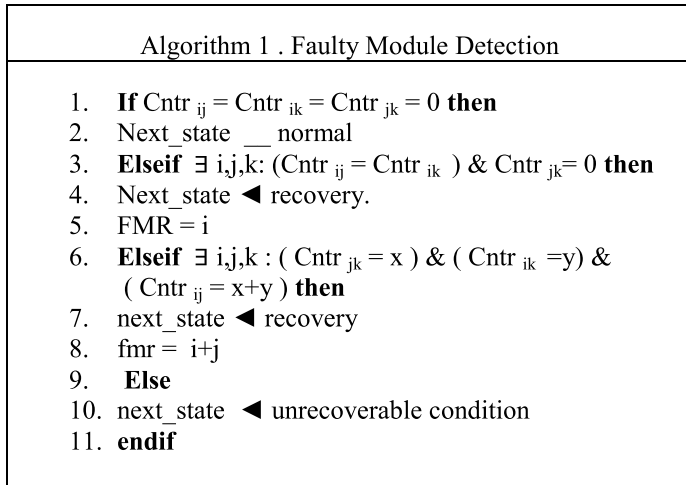 Algorithm 1 . Faulty Module Detection
1. If Cntr ij = Cntr ik = Cntr jk = 0 then
2. Next_state __ normal
3. Elseif ∃ i,j,k: (Cntr ij = Cntr ik ) & Cntr jk= 0 then
4. Next_state ◄ recovery.
5. FMR = i
6. Elseif ∃ i,j,k : ( Cntr jk = x ) & ( Cntr ik =y) &
( Cntr ij = x+y ) then
7. next_state ◄ recovery
8. fmr = i+j
9. Else
10. next_state ◄ unrecoverable condition
11. endif